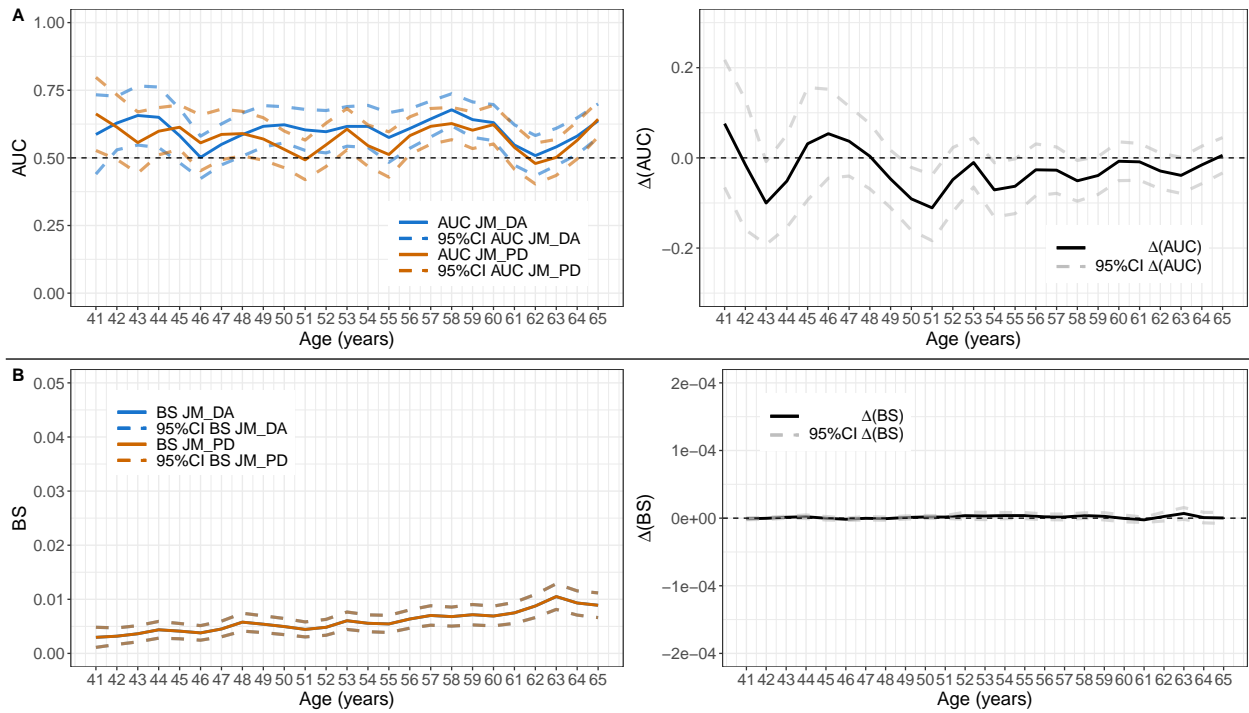 A
AUC
1.00
0.75
0.50
0.25
0.00
AUC JM_DA
95%CI AUC JM_DA
AUC JM_PD
95%CI AUC JM_PD
41 42 43 44 45 46 47 48 49 50 51 52 53 54 55 56 57 58 59 60 61 62 63 64 65
Age (years)
Δ(AUC)
0.2
0.0
−0.2
Δ(AUC)
95%CI Δ(AUC)
41 42 43 44 45 46 47 48 49 50 51 52 53 54 55 56 57 58 59 60 61 62 63 64 65
Age (years)
B
BS
0.05
0.04
0.03
0.02
0.01
0.00
BS JM_DA
95%CI BS JM_DA
BS JM_PD
95%CI BS JM_PD
41 42 43 44 45 46 47 48 49 50 51 52 53 54 55 56 57 58 59 60 61 62 63 64 65
Age (years)
Δ(BS)
2e−04
1e−04
0e+00
−1e−04
−2e−04
Δ(BS)
95%CI Δ(BS)
41 42 43 44 45 46 47 48 49 50 51 52 53 54 55 56 57 58 59 60 61 62 63 64 65
Age (years)